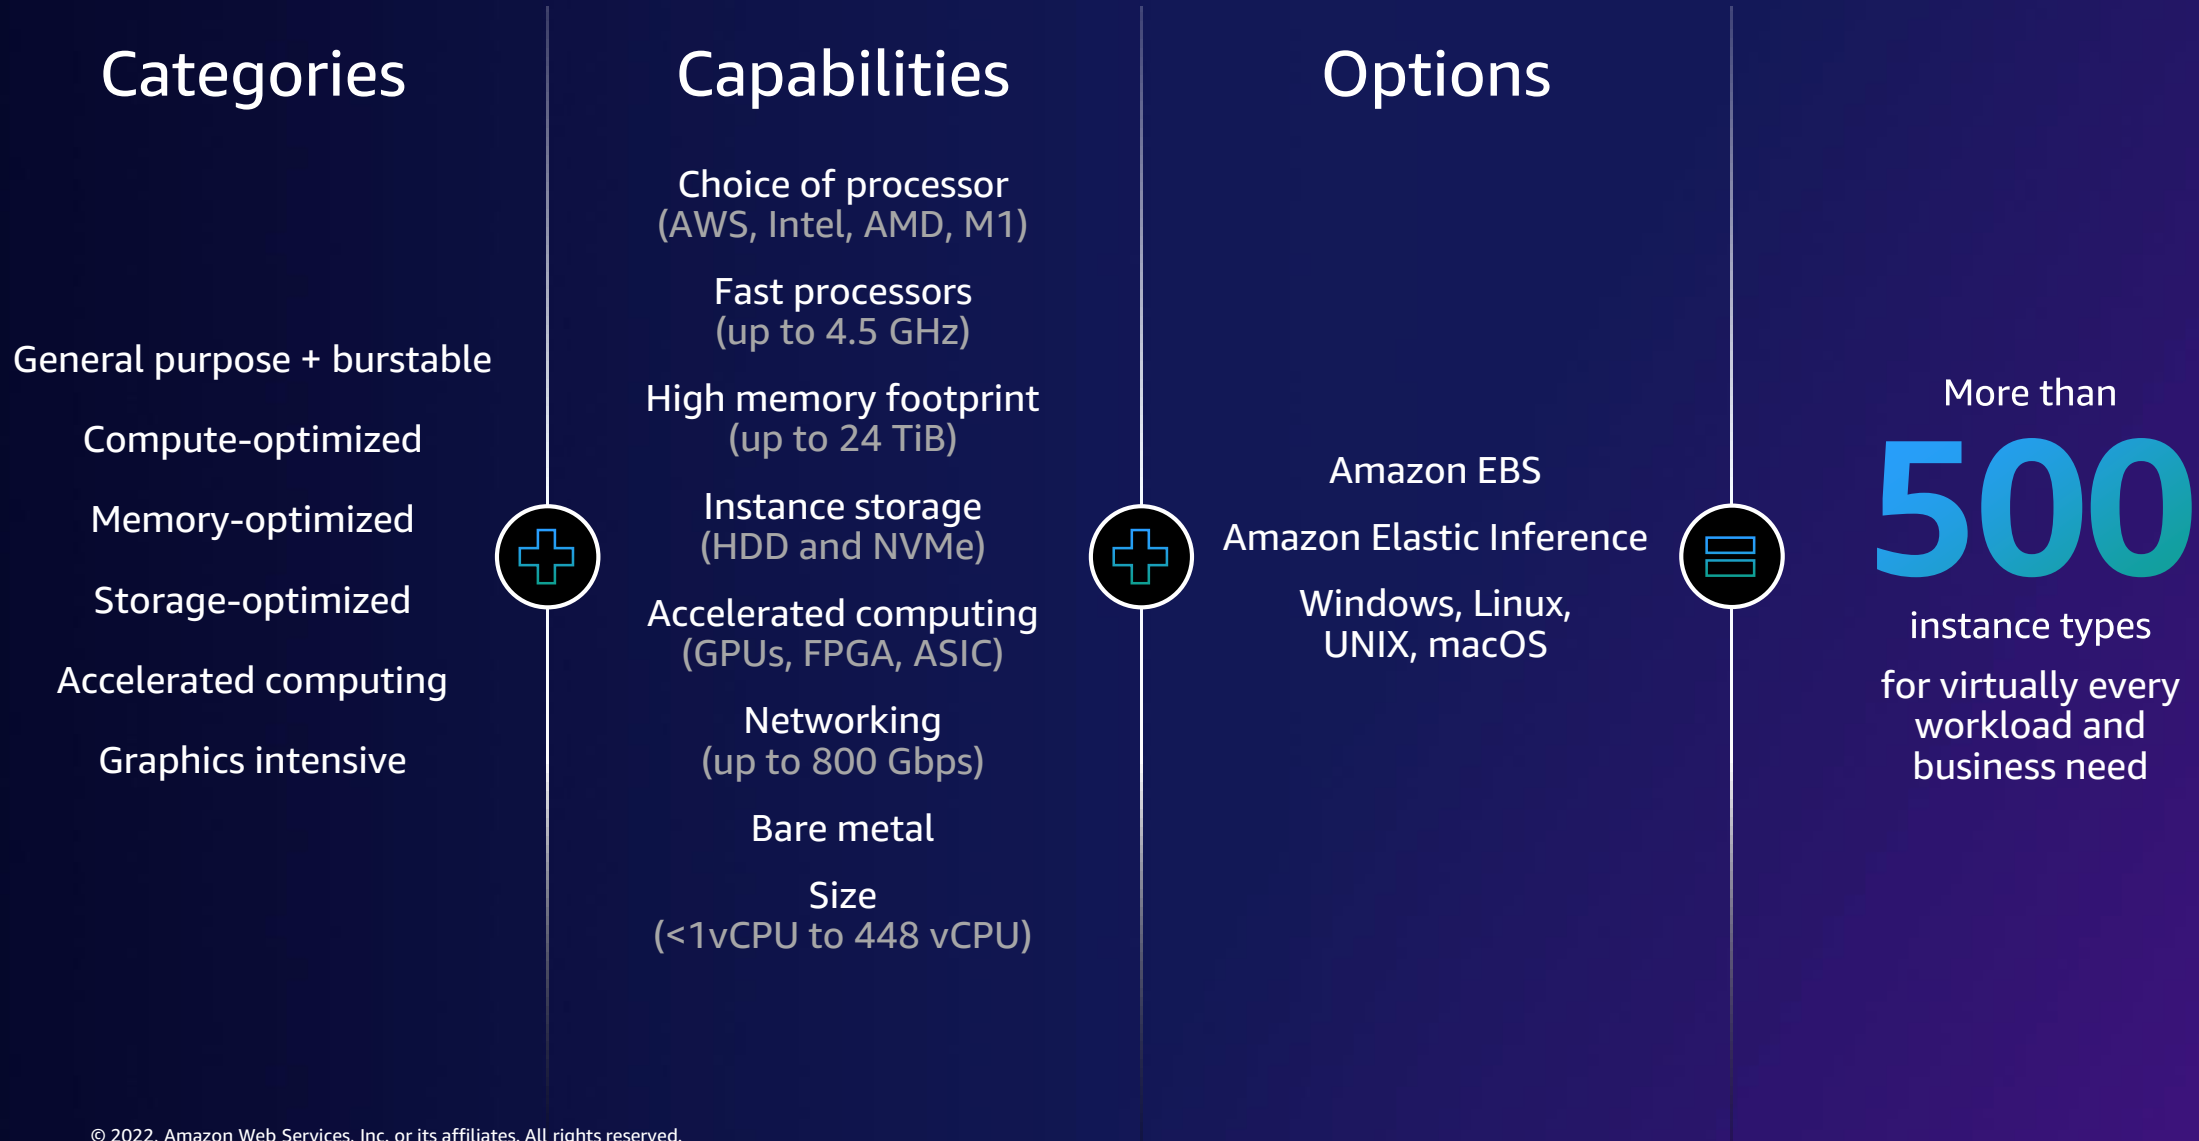 Categories
General purpose + burstable
Compute-optimized
Memory-optimized
Storage-optimized
Accelerated computing
Graphics intensive
Capabilities
Choice of processor
(AWS, Intel, AMD, M1)
Fast processors
(up to 4.5 GHz)
High memory footprint
(up to 24 TiB)
Instance storage
(HDD and NVMe)
Accelerated computing
(GPUs, FPGA, ASIC)
Networking
(up to 800 Gbps)
Bare metal
Size
(<1vCPU to 448 vCPU)
Options
Amazon EBS
Amazon Elastic Inference
Windows, Linux,
UNIX, macOS
More than
500
instance types
for virtually every
workload and
business need
© 2022, Amazon Web Services, Inc. or its affiliates. All rights reserved.